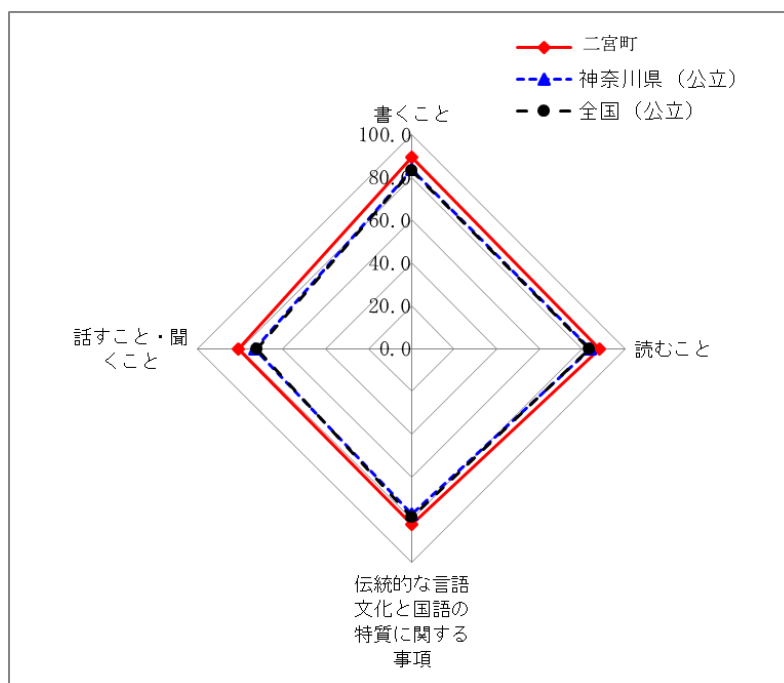 二宮町
神奈川県（公立）
全国（公立）
書くこと
100.0
80.0
60.0
40.0
20.0
0.0
話すこと・聞
くこと
読むこと
伝統的な言語
文化と国語の
特質に関する
事項